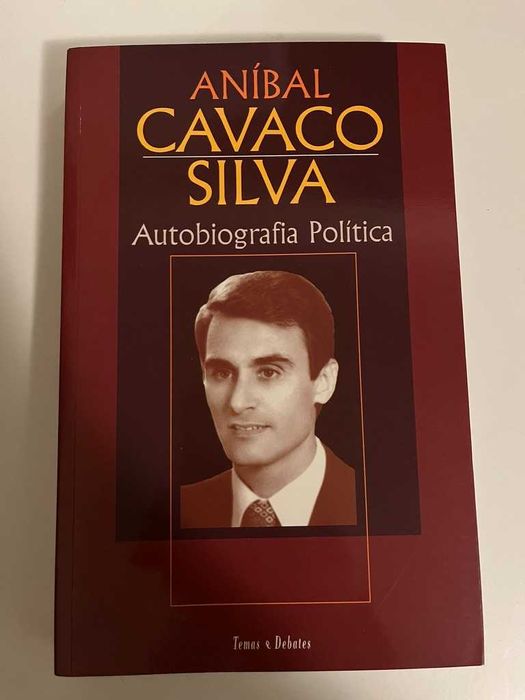 ANÍBAL
CAVACO
SILVA
Autobiografia Política
Temas e Debates